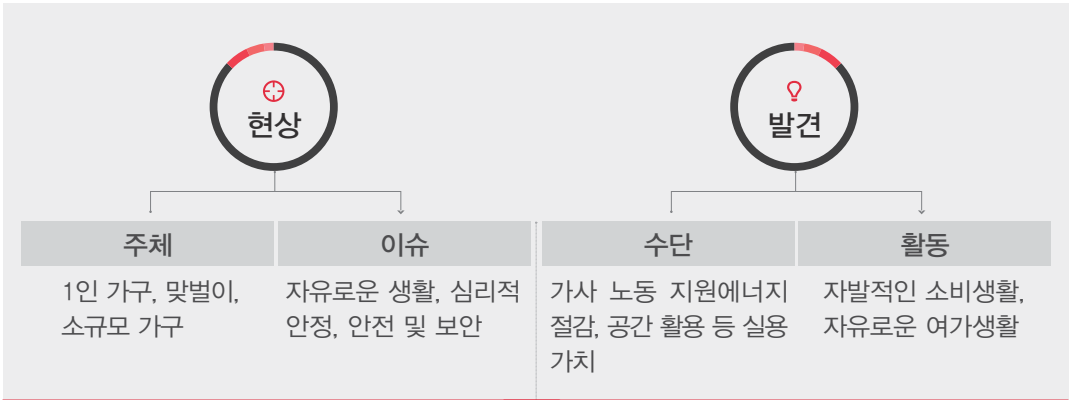 현상
발견
주체
이슈
수단
활동
1인 가구, 맞벌이,
소규모 가구
자유로운 생활, 심리적
안정, 안전 및 보안
가사 노동 지원에너지
절감, 공간 활용 등 실용
가치
자발적인 소비생활,
자유로운 여가생활